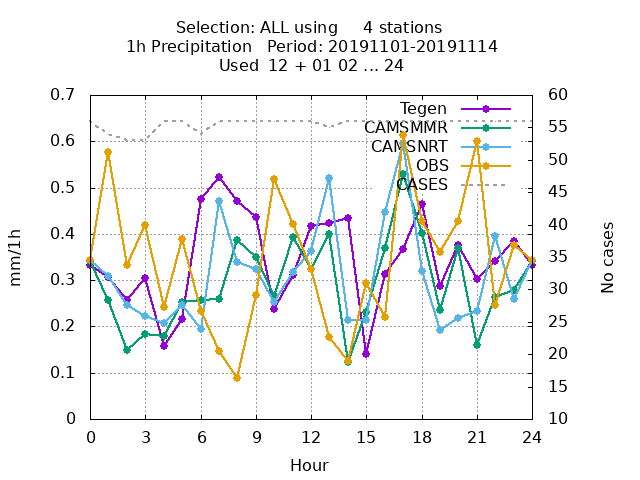 Selection: ALL using     4 stations
1h Precipitation   Period: 20191101-20191114
Used  12 + 01 02 ... 24
0.7
0.6
0.5
0.4
0.3
0.2
0.1
0
60
55
50
45
40
35
30
25
20
15
10
Tegen
CAMSMMR
CAMSNRT
OBS
CASES
mm/1h
No cases
0 3 6 9 12 15 18 21 24
Hour